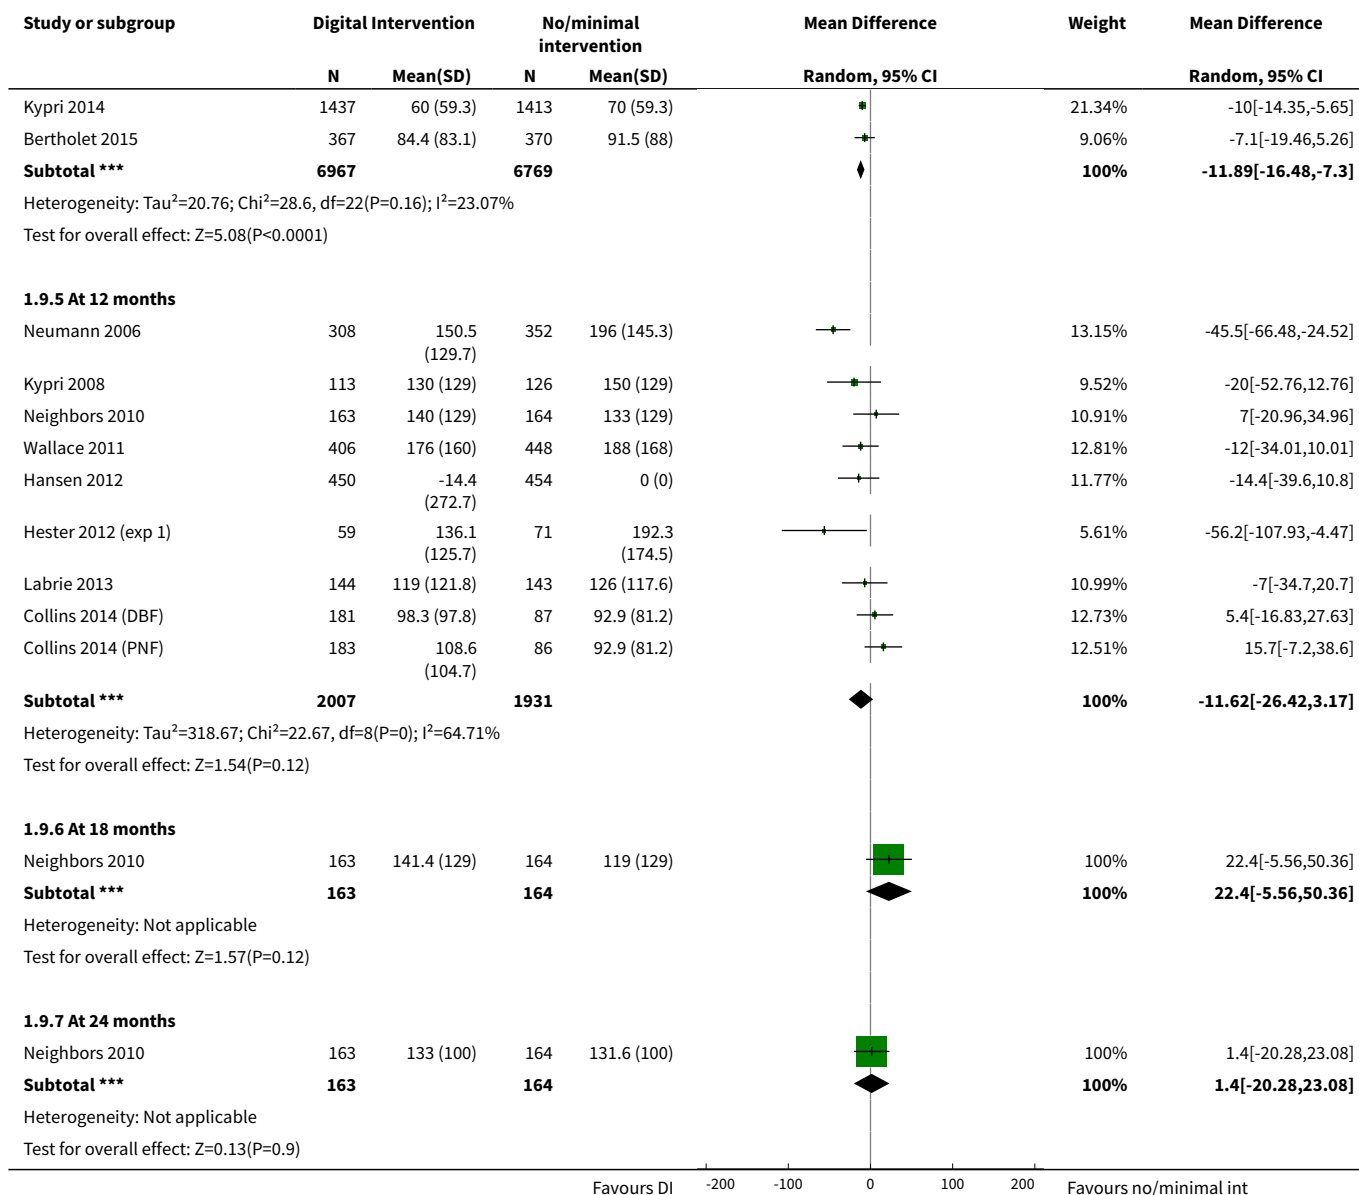 Study or subgroup Digital Intervention No/minimal intervention Mean Difference Weight Mean Difference
N Mean(SD) N Mean(SD) Random, 95% CI Random, 95% CI
Kypri 2014 1437 60 (59.3) 1413 70 (59.3) 21.34% -10[-14.35,-5.65]
Bertholet 2015 367 84.4 (83.1) 370 91.5 (88) 9.06% -7.1[-19.46,5.26]
Subtotal *** 6967 6769 100% -11.89[-16.48,-7.3]
Heterogeneity: Tau²=20.76; Chi²=28.6, df=22(P=0.16); I²=23.07%
Test for overall effect: Z=5.08(P<0.0001)
1.9.5 At 12 months
Neumann 2006 308 150.5 (129.7) 352 196 (145.3) 13.15% -45.5[-66.48,-24.52]
Kypri 2008 113 130 (129) 126 150 (129) 9.52% -20[-52.76,12.76]
Neighbors 2010 163 140 (129) 164 133 (129) 10.91% 7[-20.96,34.96]
Wallace 2011 406 176 (160) 448 188 (168) 12.81% -12[-34.01,10.01]
Hansen 2012 450 -14.4 (272.7) 454 0 (0) 11.77% -14.4[-39.6,10.8]
Hester 2012 (exp 1) 59 136.1 (125.7) 71 192.3 (174.5) 5.61% -56.2[-107.93,-4.47]
Labrie 2013 144 119 (121.8) 143 126 (117.6) 10.99% -7[-34.7,20.7]
Collins 2014 (DBF) 181 98.3 (97.8) 87 92.9 (81.2) 12.73% 5.4[-16.83,27.63]
Collins 2014 (PNF) 183 108.6 (104.7) 86 92.9 (81.2) 12.51% 15.7[-7.2,38.6]
Subtotal *** 2007 1931 100% -11.62[-26.42,3.17]
Heterogeneity: Tau²=318.67; Chi²=22.67, df=8(P=0); I²=64.71%
Test for overall effect: Z=1.54(P=0.12)
1.9.6 At 18 months
Neighbors 2010 163 141.4 (129) 164 119 (129) 100% 22.4[-5.56,50.36]
Subtotal *** 163 164 100% 22.4[-5.56,50.36]
Heterogeneity: Not applicable
Test for overall effect: Z=1.57(P=0.12)
1.9.7 At 24 months
Neighbors 2010 163 133 (100) 164 131.6 (100) 100% 1.4[-20.28,23.08]
Subtotal *** 163 164 100% 1.4[-20.28,23.08]
Heterogeneity: Not applicable
Test for overall effect: Z=0.13(P=0.9)
Favours DI -200 -100 0 100 200 Favours no/minimal int